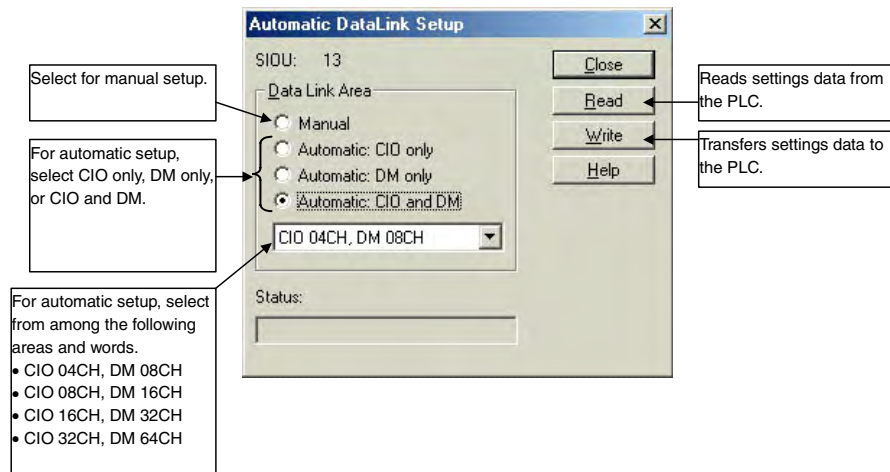 Automatic DataLink Setup
SIOU: 13
Data Link Area
Manual
Automatic: CIO only
Automatic: DM only
Automatic: CIO and DM
CIO 04CH, DM 08CH
Status:
Close
Read
Write
Help
Select for manual setup.
For automatic setup,
select CIO only, DM only,
or CIO and DM.
For automatic setup, select
from among the following
areas and words.
• CIO 04CH, DM 08CH
• CIO 08CH, DM 16CH
• CIO 16CH, DM 32CH
• CIO 32CH, DM 64CH
Reads settings data from
the PLC.
Transfers settings data to
the PLC.